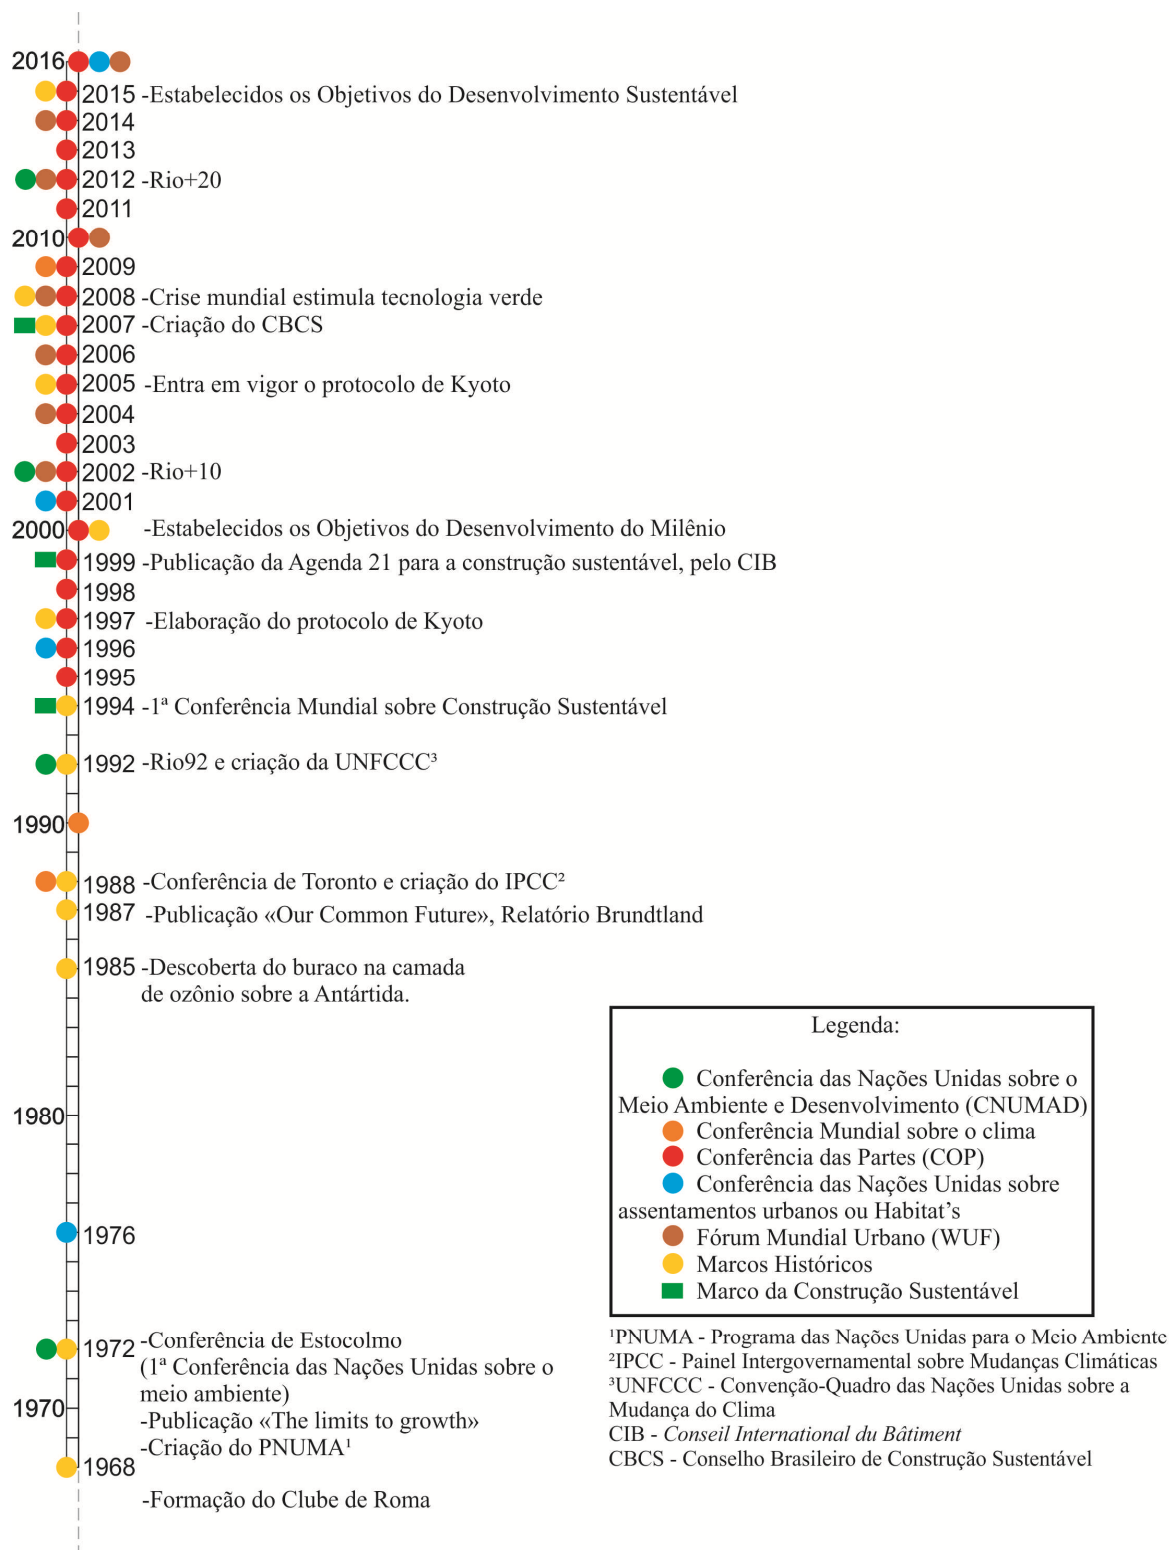 2016
2015 -Estabelecidos os Objetivos do Desenvolvimento Sustentável
2014
2013
2012 -Rio+20
2011
2010
2009
2008 -Crise mundial estimula tecnologia verde
2007 -Criação do CBCS
2006
2005 -Entra em vigor o protocolo de Kyoto
2004
2003
2002 -Rio+10
2001
2000 -Estabelecidos os Objetivos do Desenvolvimento do Milênio
1999 -Publicação da Agenda 21 para a construção sustentável, pelo CIB
1998
1997 -Elaboração do protocolo de Kyoto
1996
1995
1994 -1ª Conferência Mundial sobre Construção Sustentável
1992 -Rio92 e criação da UNFCCC³
1990
1988 -Conferência de Toronto e criação do IPCC²
1987 -Publicação «Our Common Future», Relatório Brundtland
1985 -Descoberta do buraco na camada
de ozônio sobre a Antártida.
1980
1976
1972 -Conferência de Estocolmo
(1ª Conferência das Nações Unidas sobre o
meio ambiente)
1970
-Publicação «The limits to growth»
-Criação do PNUMA¹
1968
-Formação do Clube de Roma
Legenda:
Conferência das Nações Unidas sobre o
Meio Ambiente e Desenvolvimento (CNUMAD)
Conferência Mundial sobre o clima
Conferência das Partes (COP)
Conferência das Nações Unidas sobre
assentamentos urbanos ou Habitat's
Fórum Mundial Urbano (WUF)
Marcos Históricos
Marco da Construção Sustentável
¹PNUMA - Programa das Nações Unidas para o Meio Ambiente
²IPCC - Painel Intergovernamental sobre Mudanças Climáticas
³UNFCCC - Convenção-Quadro das Nações Unidas sobre a
Mudança do Clima
CIB - Conseil International du Bâtiment
CBCS - Conselho Brasileiro de Construção Sustentável